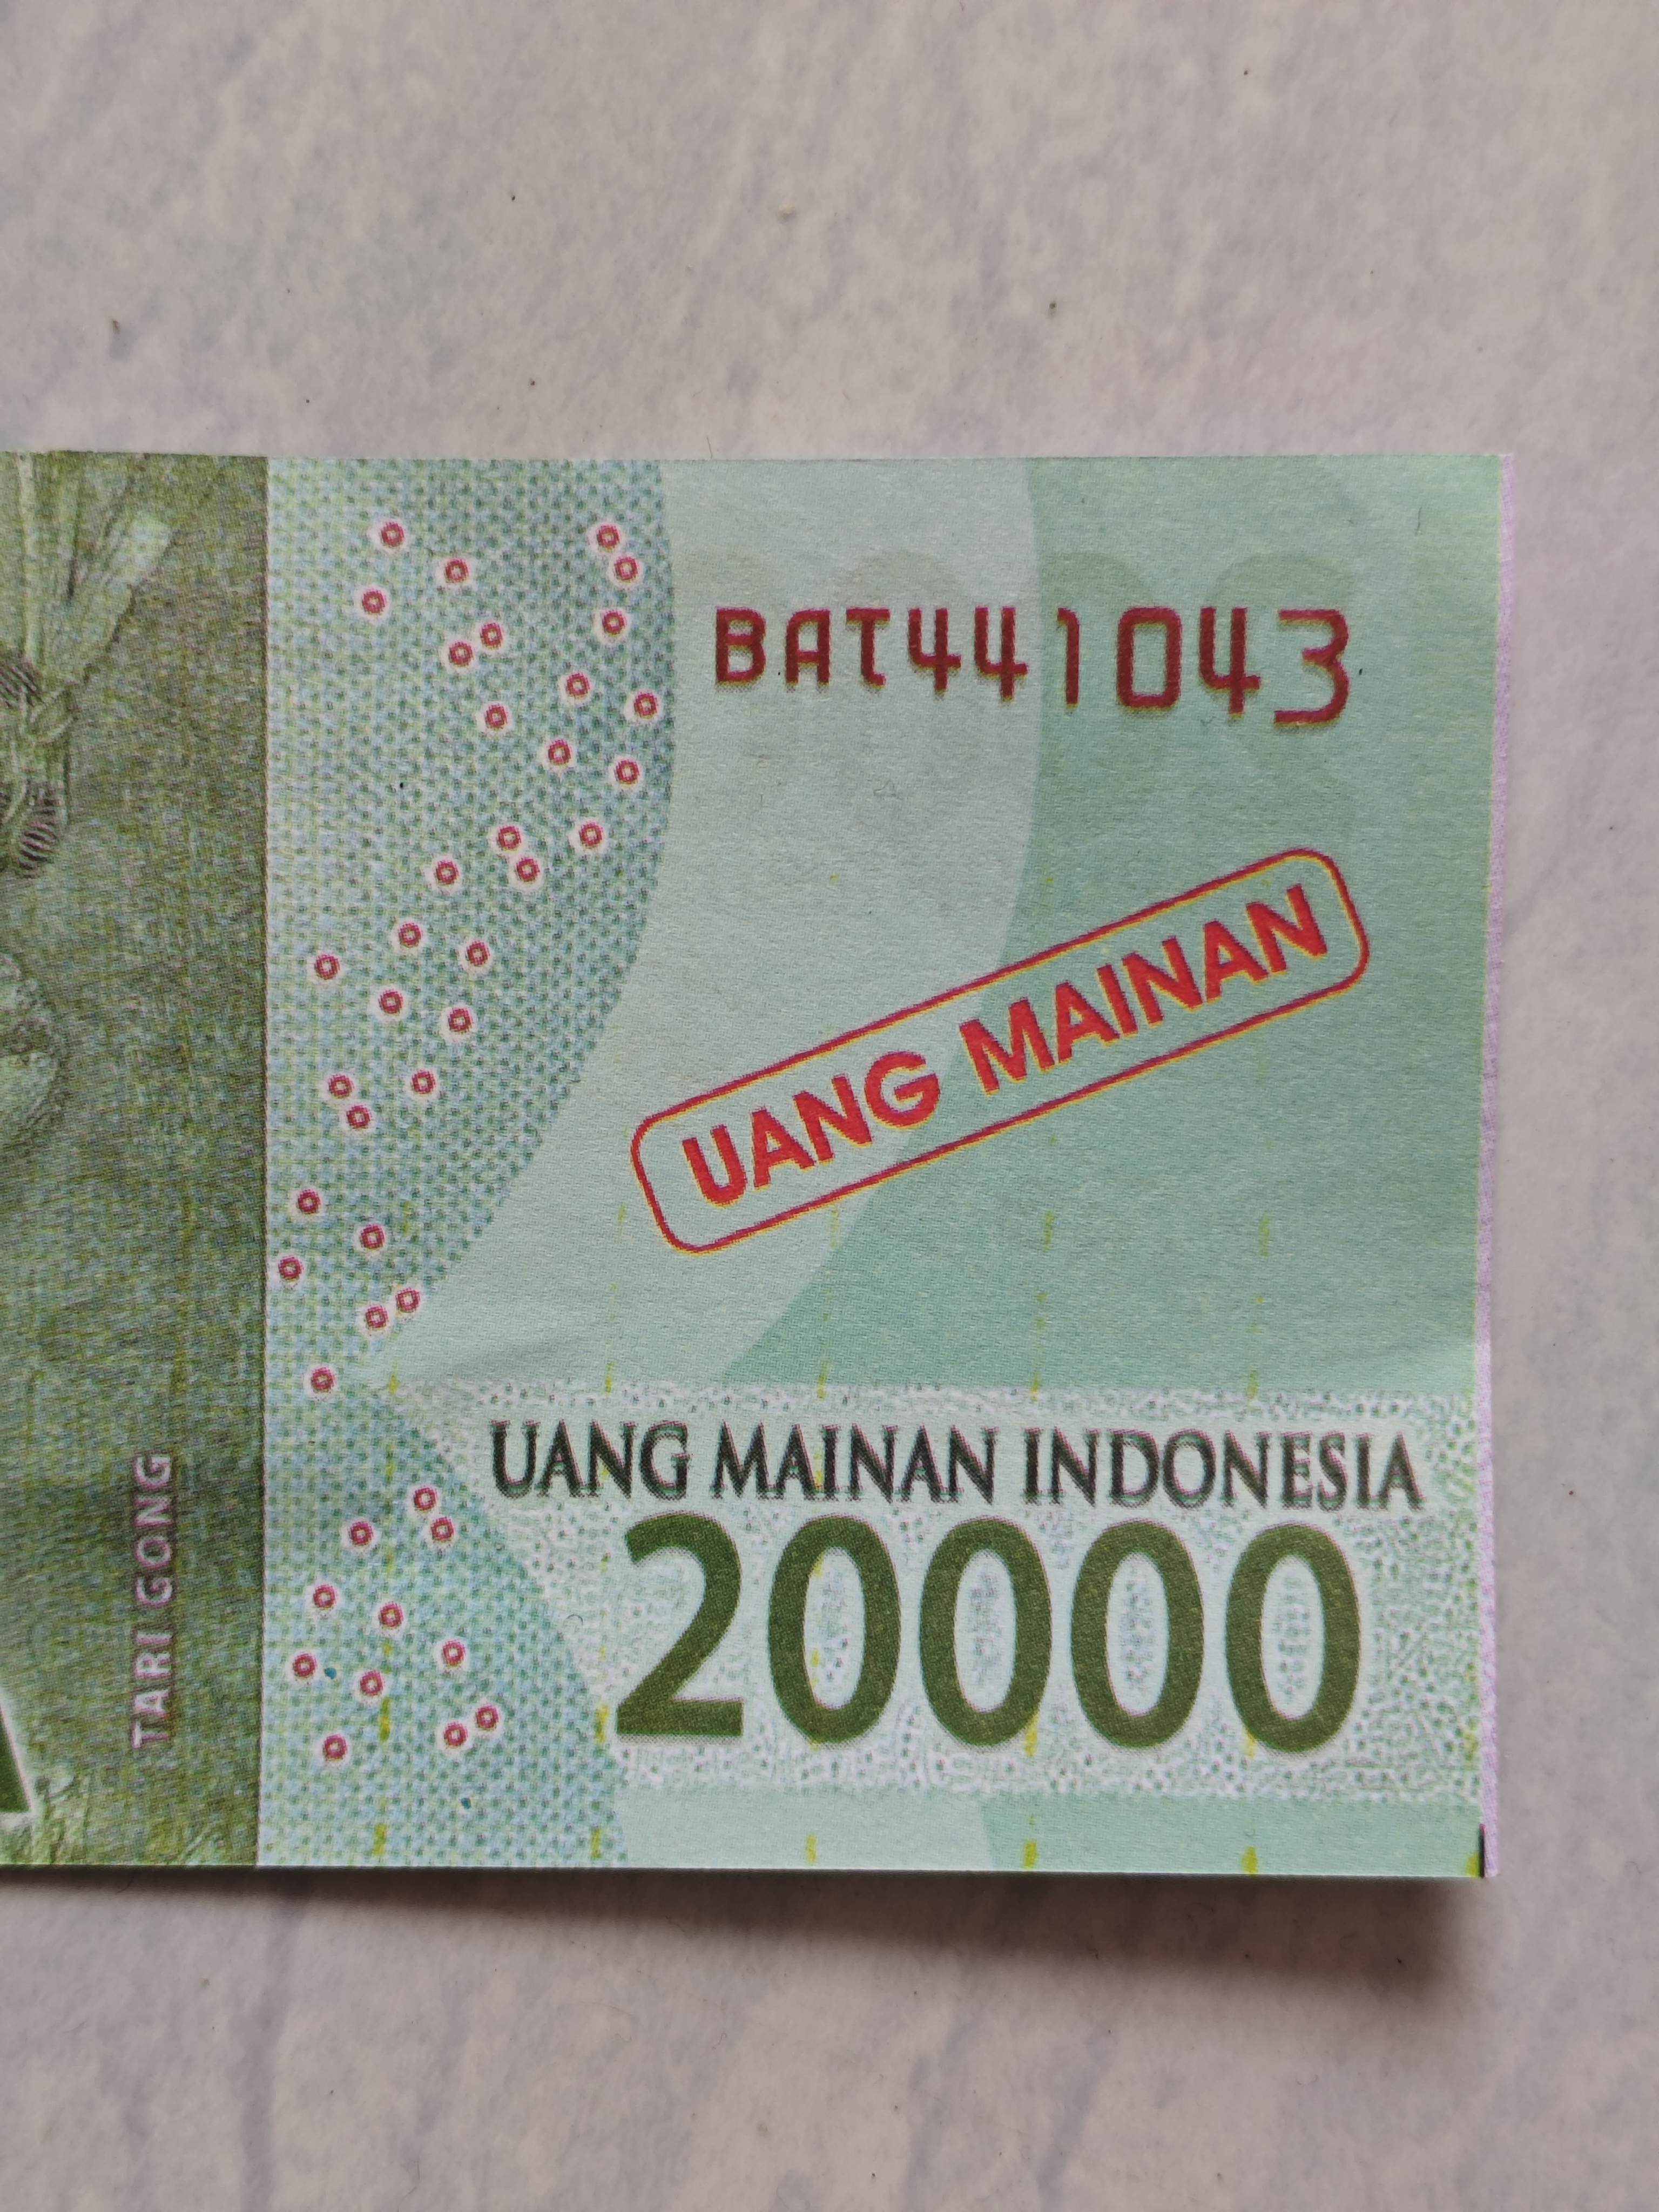 BAT441043
UANG MAINAN
UANG MAINAN INDONESIA
20000
TARI GONG